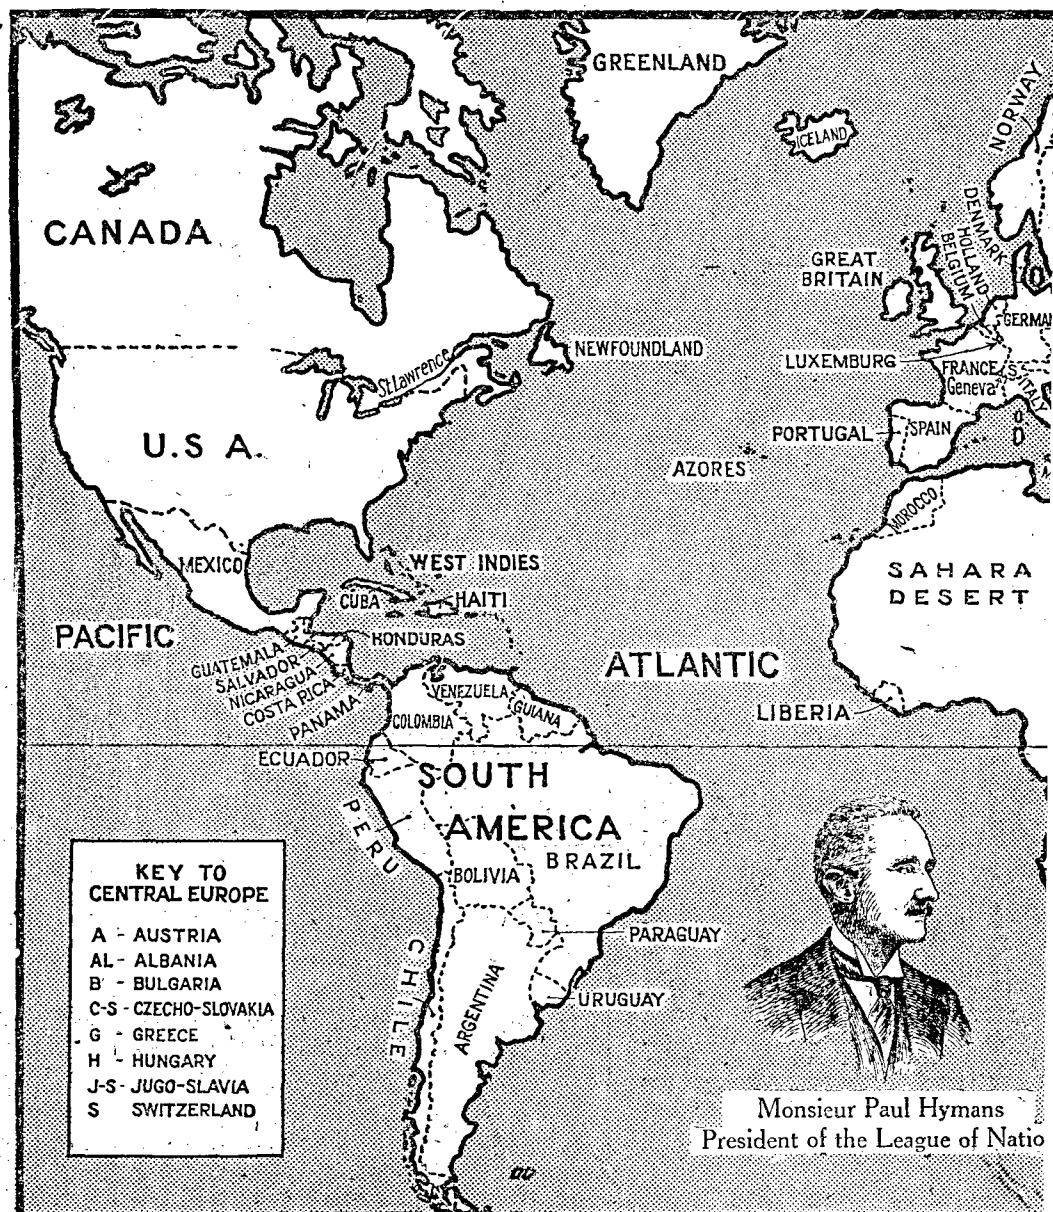 GREENLAND
ICELAND
NORWAY
CANADA
DENMARK
HOLLAND
BELGIUM
GREAT
BRITAIN
GERMAN
NEWFOUNDLAND
St. Lawrence
LUXEMBURG
FRANCE
Geneva
S
ITALY
U.S A.
PORTUGAL
SPAIN
AZORES
MOROCCO
MEXICO
WEST INDIES
SAHARA
DESERT
CUBA
HAITI
PACIFIC
HONDURAS
GUATEMALA
SALVADOR
NICARAGUA
COSTA RICA
PANAMA
ATLANTIC
VENEZUELA
GUIANA
COLOMBIA
LIBERIA
ECUADOR
SOUTH
AMERICA
PERU
BRAZIL
BOLIVIA
PARAGUAY
CHILE
ARGENTINA
URUGUAY
KEY TO
CENTRAL EUROPE
A - AUSTRIA
AL - ALBANIA
B - BULGARIA
C-S - CZECHO-SLOVAKIA
G - GREECE
H - HUNGARY
J-S - JUGO-SLAVIA
S SWITZERLAND
Monsieur Paul Hymans
President of the League of Natio